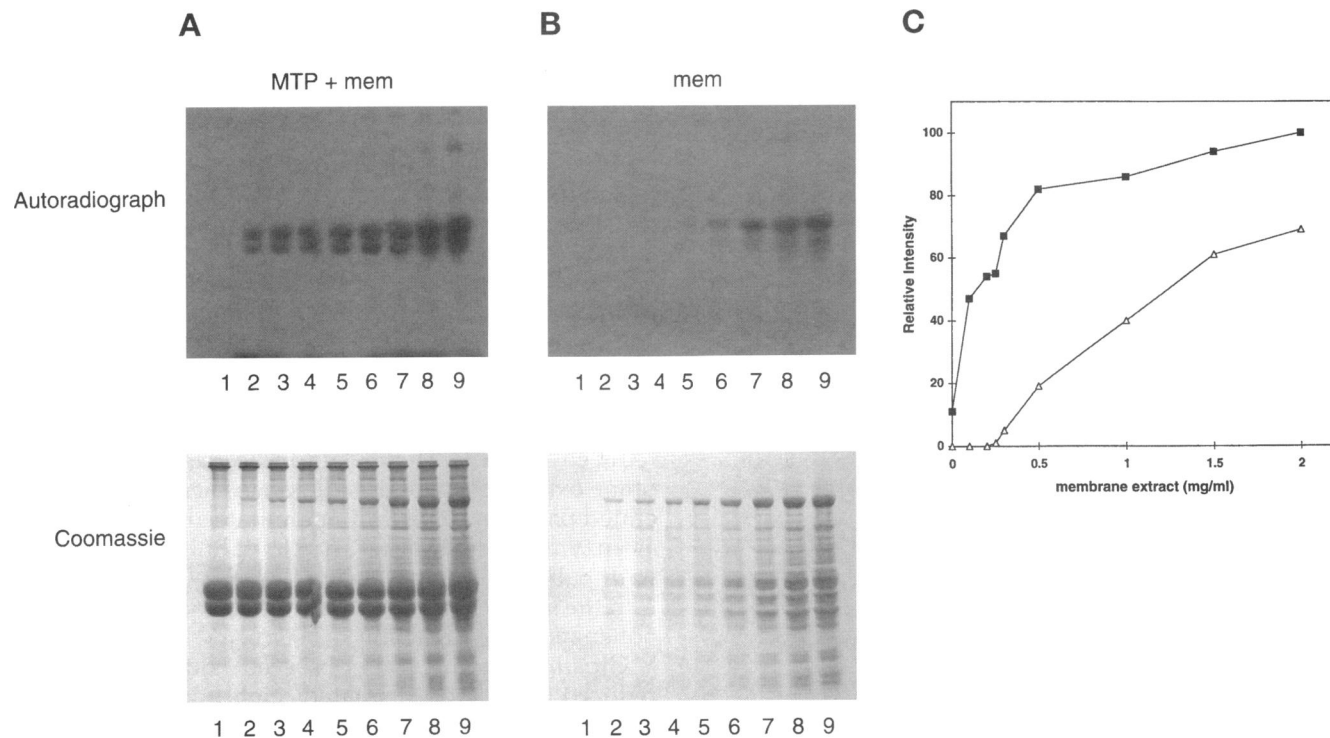 A
B
C
MTP + mem
mem
Autoradiograph
1 2 3 4 5 6 7 8 9
1 2 3 4 5 6 7 8 9
Coomassie
1 2 3 4 5 6 7 8 9
1 2 3 4 5 6 7 8 9
Relative Intensity
100
80
60
40
20
0
0 0.5 1 1.5 2
membrane extract (mg/ml)